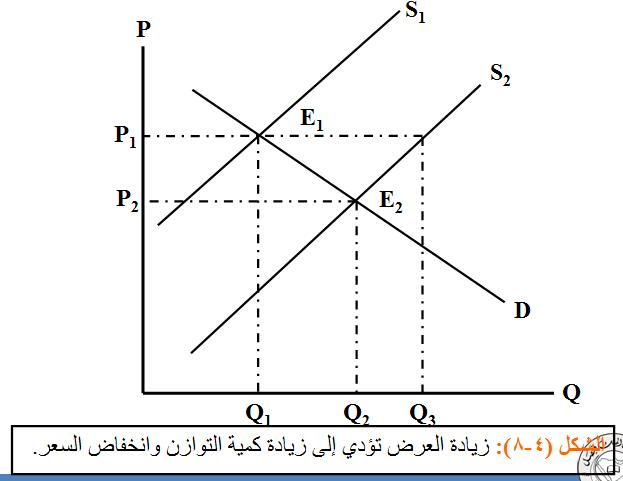 P
S1
S2
P1
E1
P2
E2
D
Q
Q1 Q2 Q3
الشكل (٤-٨): زيادة العرض تؤدي إلى زيادة كمية التوازن وانخفاض السعر.